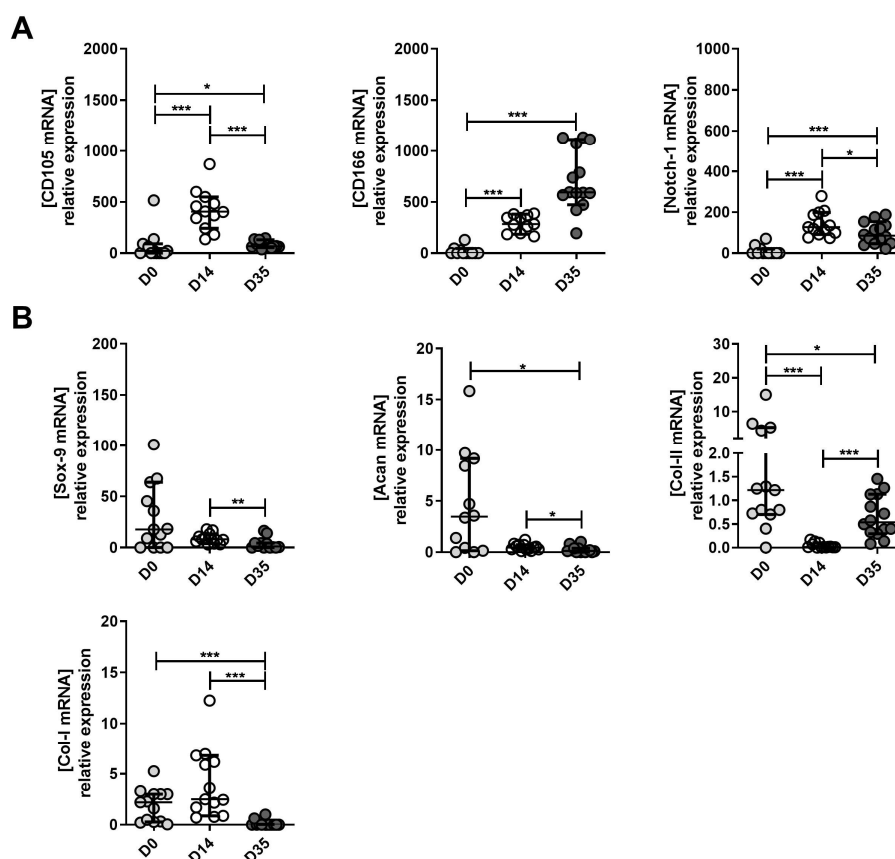 A
[CD105 mRNA]
relative expression
2000
1500
1000
500
0
*
***
***
D0
D14
D35
[CD166 mRNA]
relative expression
2000
1500
1000
500
0
***
***
D0
D14
D35
[Notch-1 mRNA]
relative expression
1000
800
600
400
200
0
***
*
***
D0
D14
D35
B
[Sox-9 mRNA]
relative expression
200
150
100
50
0
**
D0
D14
D35
[Acan mRNA]
relative expression
20
15
10
5
0
*
*
D0
D14
D35
[Col-II mRNA]
relative expression
30
20
10
2.0
1.5
1.0
0.5
0.0
*
***
***
D0
D14
D35
[Col-I mRNA]
relative expression
20
15
10
5
0
***
***
D0
D14
D35